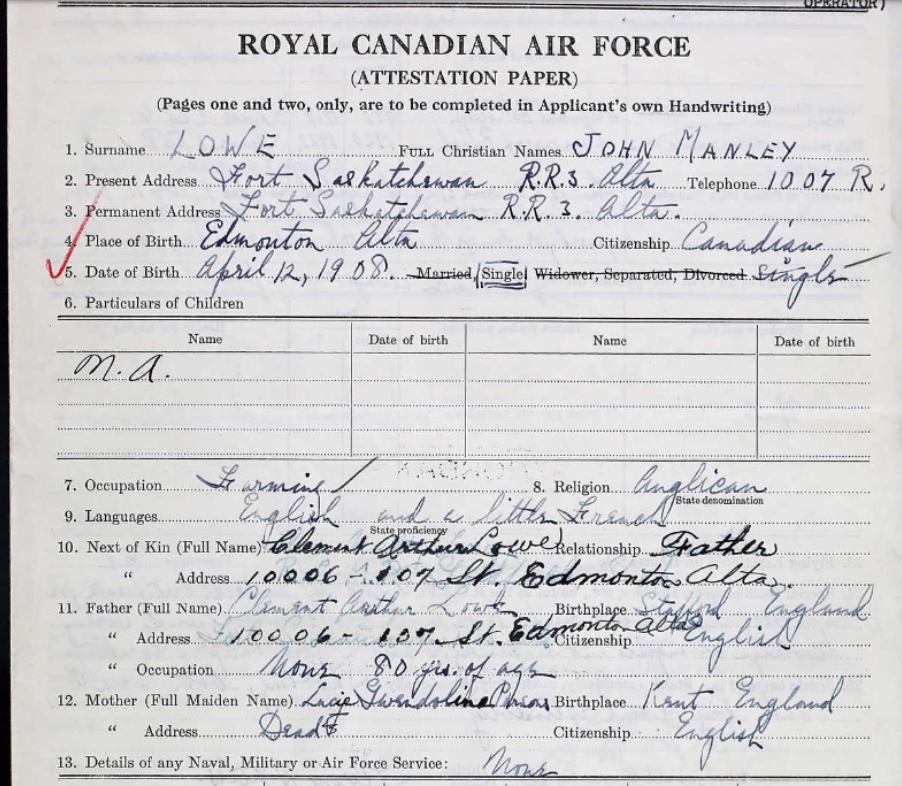 OPERATOR)
ROYAL CANADIAN AIR FORCE
(ATTESTATION PAPER)
(Pages one and two, only, are to be completed in Applicant's own Handwriting)
1. Surname LOWE FULL Christian Names JOHN MANLEY
2. Present Address Fort Saskatchewan R.R.3 Alta Telephone 1007 R.
3. Permanent Address Fort Saskatchewan R.R.3. Alta.
4. Place of Birth Edmonton Alta Citizenship Canadian
5. Date of Birth April 12, 1908. Married, Single Widower, Separated, Divorced single
6. Particulars of Children
Name Date of birth Name Date of birth
N.A.
7. Occupation Farming 8. Religion Anglican
State denomination
9. Languages English and a little French
State proficiency
10. Next of Kin (Full Name) Clement Arthur Lowe Relationship Father
" Address 10006-107 St. Edmonton Alta.
11. Father (Full Name) Clement Arthur Lowe Birthplace England
" Address 10006-107 St. Edmonton Alta Citizenship English
" Occupation None 80 yrs. of age
12. Mother (Full Maiden Name) Lucie Gwendoline Birthplace Kent England
" Address Dead Citizenship English
13. Details of any Naval, Military or Air Force Service: None